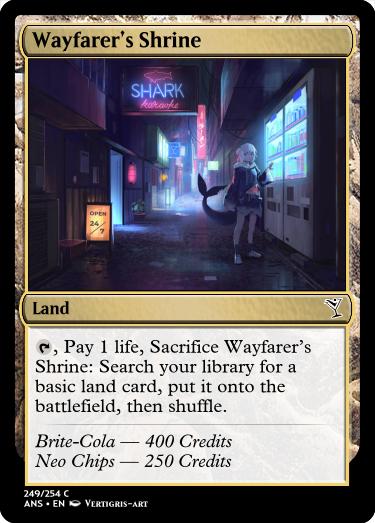 Wayfarer's Shrine
SHARK
karaoke
OPEN
24/7
Land
, Pay 1 life, Sacrifice Wayfarer's
Shrine: Search your library for a
basic land card, put it onto the
battlefield, then shuffle.
Brite-Cola — 400 Credits
Neo Chips — 250 Credits
249/254 C
ANS • EN Vertigris-art